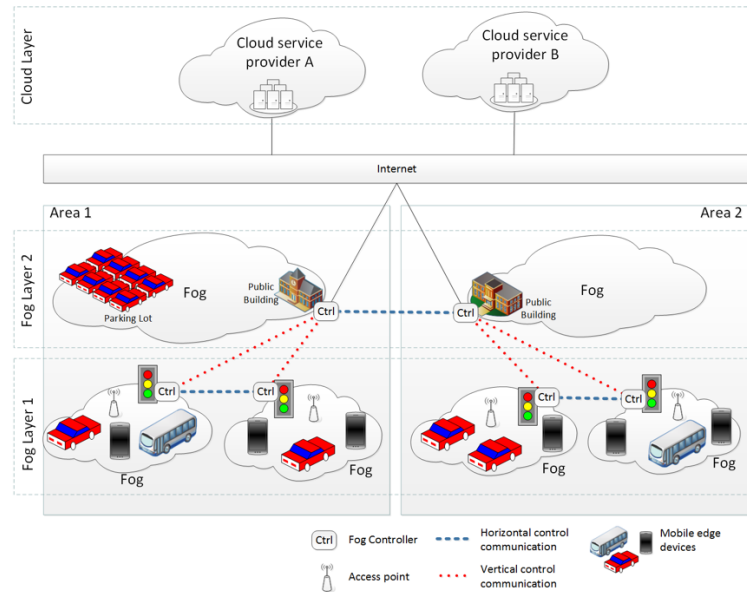 Cloud Layer
Cloud service
provider A
Cloud service
provider B
Internet
Area 1
Area 2
Fog Layer 2
Fog
Parking Lot
Public
Building
Ctrl
Ctrl
Public
Building
Fog
Fog Layer 1
Ctrl
Ctrl
Fog
Fog
Ctrl
Ctrl
Fog
Fog
Ctrl
Fog Controller
Horizontal control
communication
Mobile edge
devices
Access point
Vertical control
communication